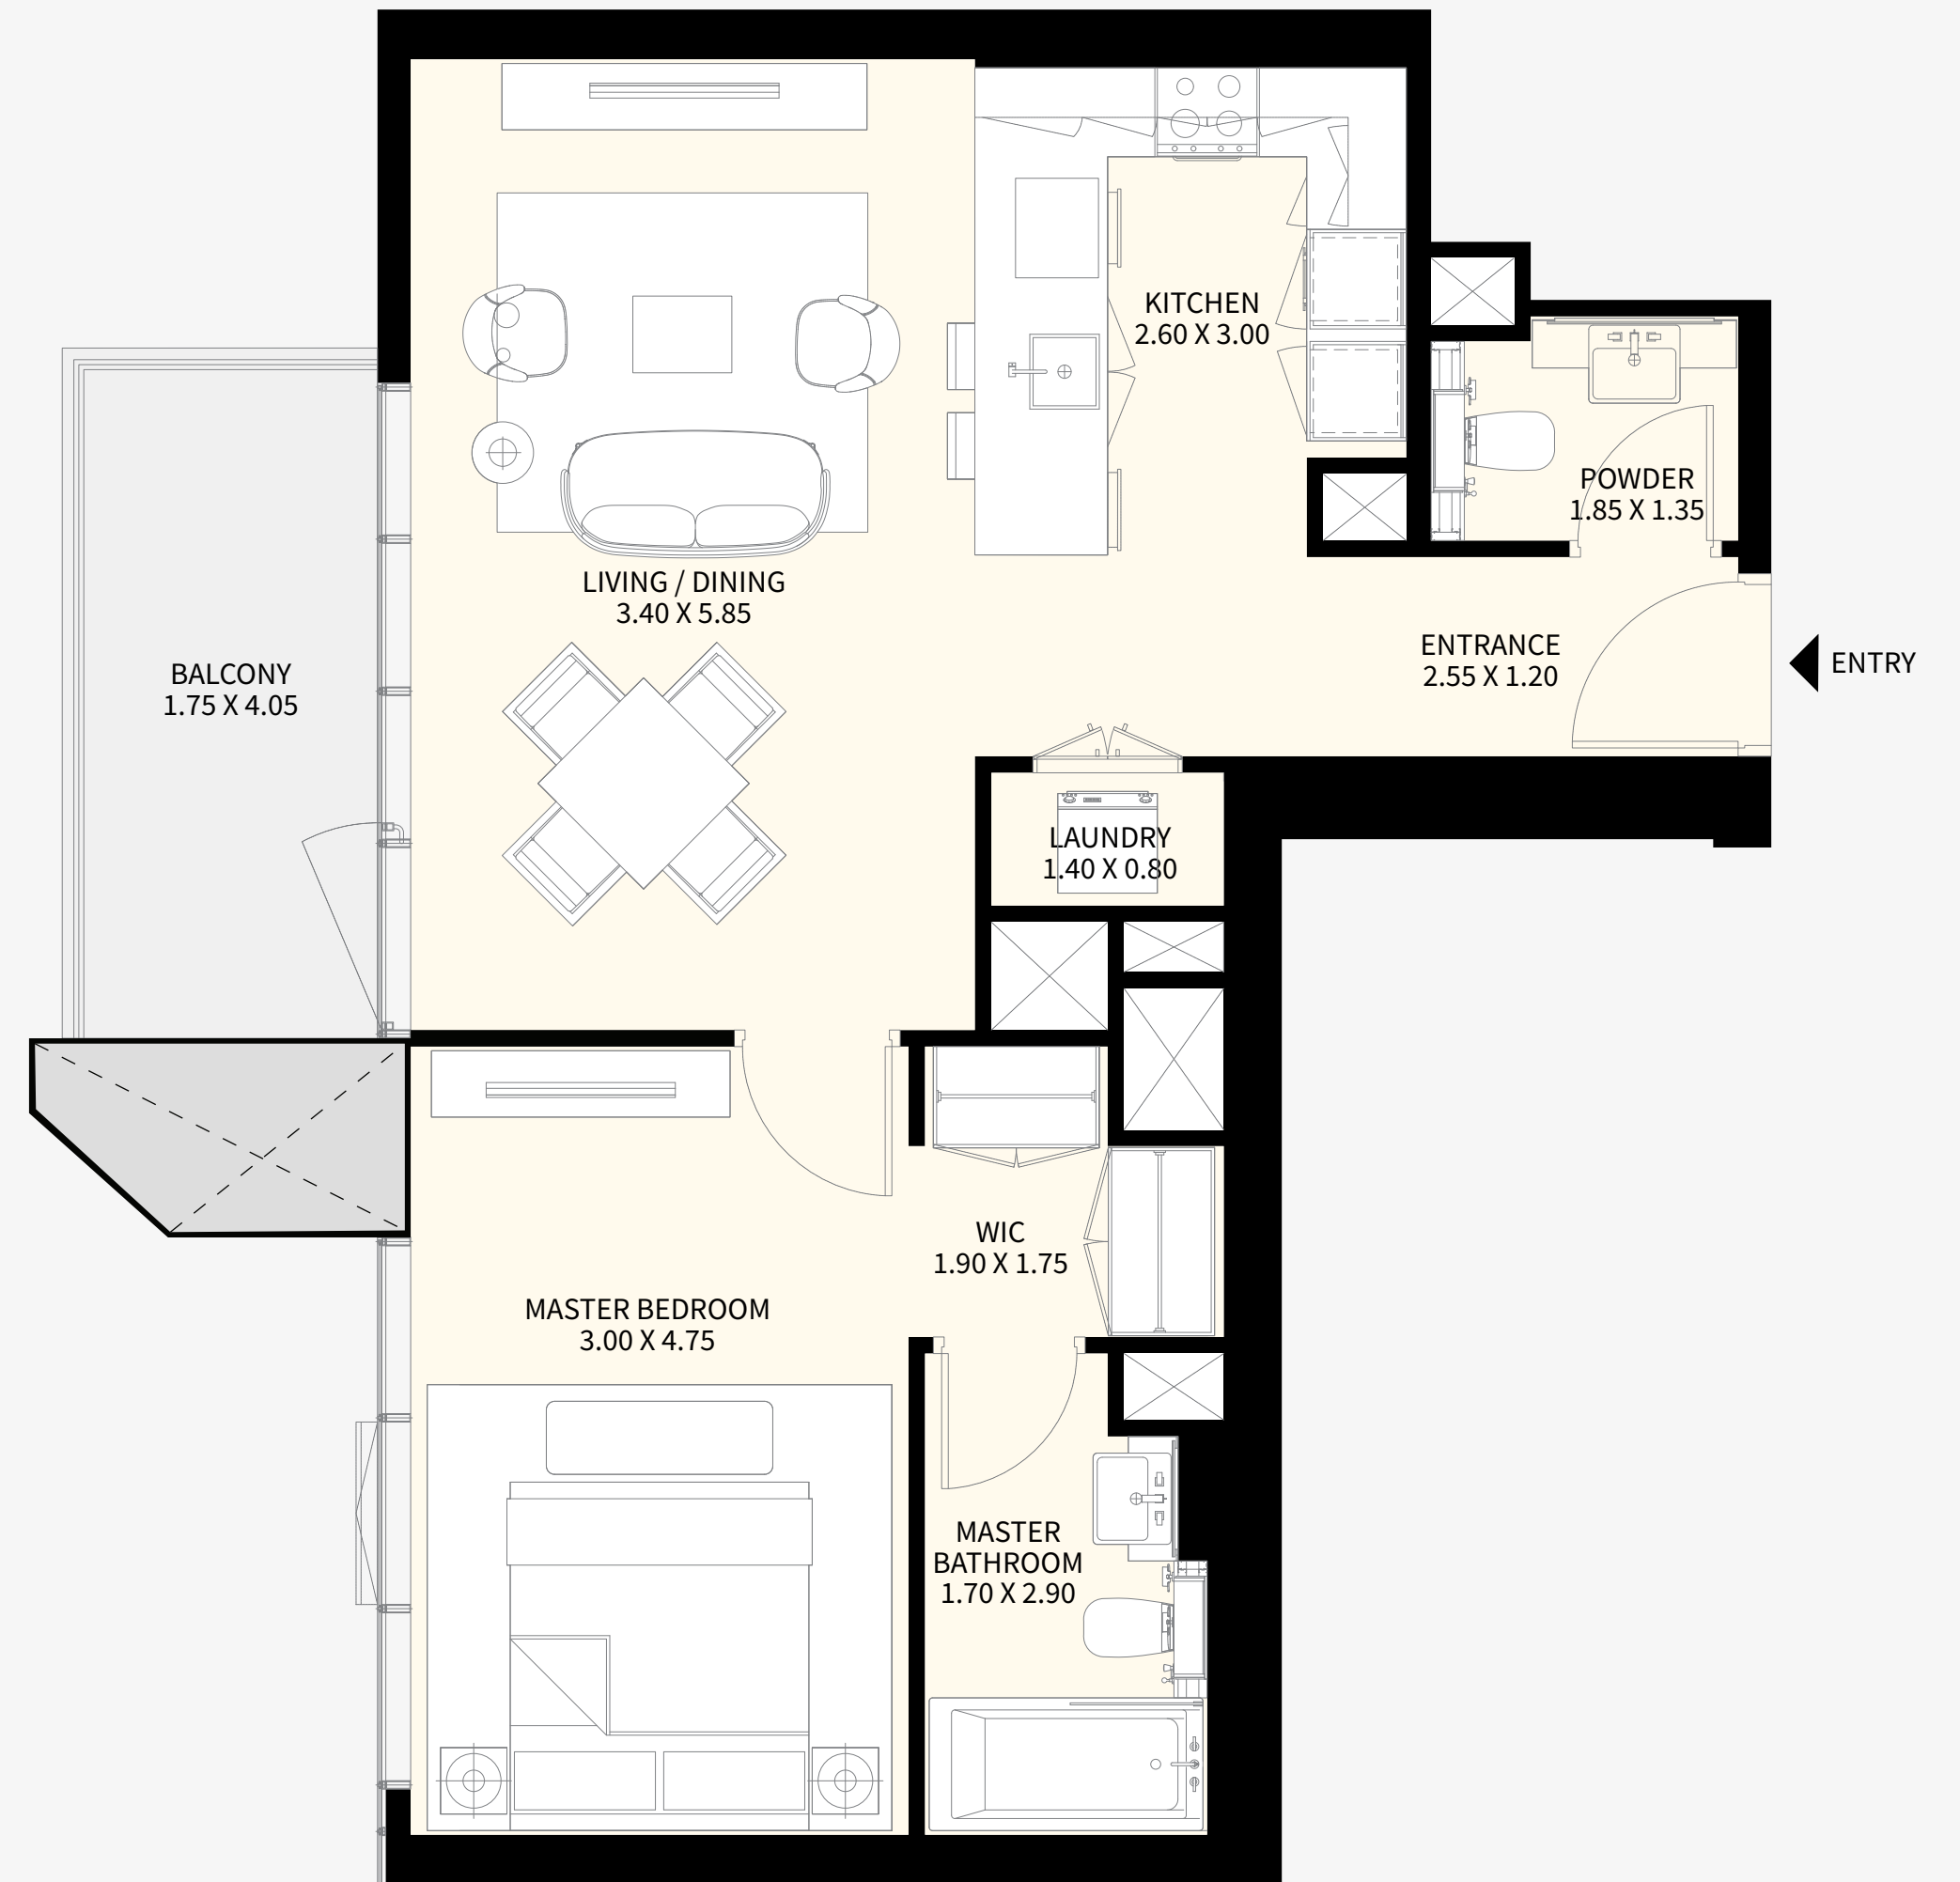 KITCHEN
2.60 X 3.00
POWDER
1.85 X 1.35
LIVING / DINING
3.40 X 5.85
ENTRANCE
2.55 X 1.20
ENTRY
BALCONY
1.75 X 4.05
LAUNDRY
1.40 X 0.80
WIC
1.90 X 1.75
MASTER BEDROOM
3.00 X 4.75
MASTER
BATHROOM
1.70 X 2.90